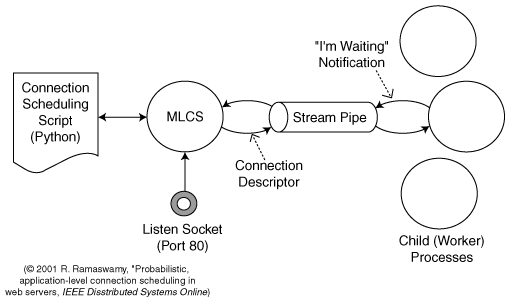 "I'm Waiting"
Notification
Connection
Scheduling
Script
(Python)
MLCS
Stream Pipe
Connection
Descriptor
Listen Socket
(Port 80)
Child (Worker)
Processes
(© 2001 R. Ramaswamy, "Probabilistic,
application-level connection scheduling in
web servers, IEEE Disstributed Systems Online)